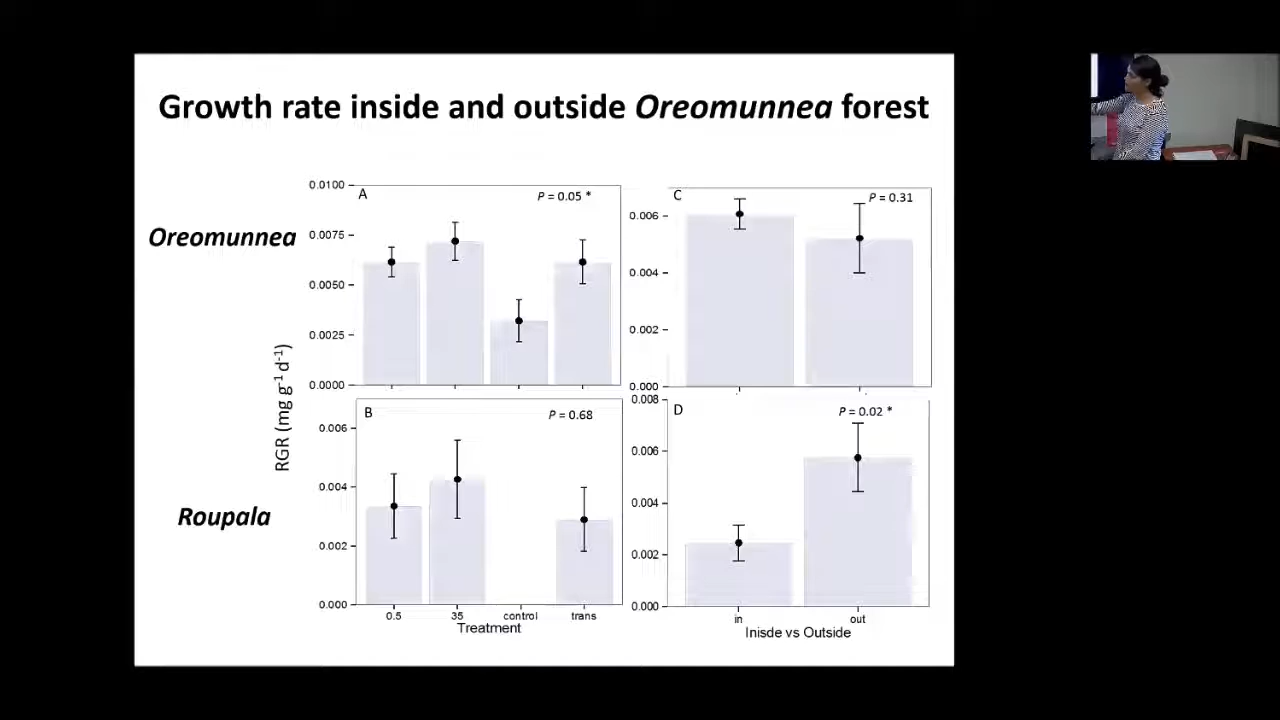 Growth rate inside and outside Oreomunnea forest
Oreomunnea
Roupala
RGR (mg g⁻¹ d⁻¹)
A
P = 0.05 *
0.0100
0.0075
0.0050
0.0025
0.0000
C
P = 0.31
0.006
0.004
0.002
0.000
B
P = 0.68
0.006
0.004
0.002
0.000
0.5 35 control trans
Treatment
D
P = 0.02 *
0.008
0.006
0.004
0.002
0.000
in out
Inisde vs Outside